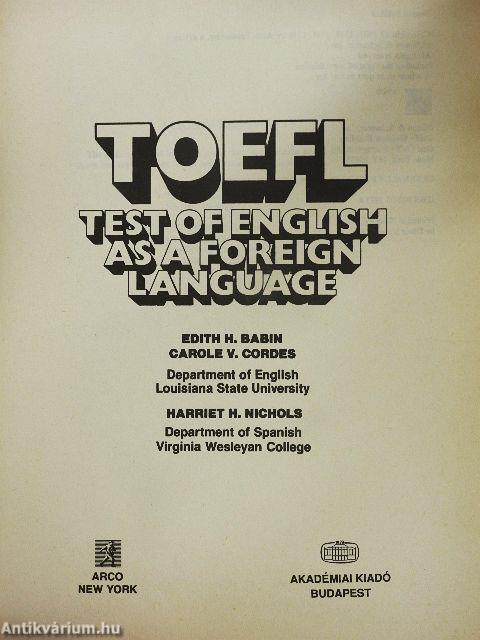 TOEFL
TEST OF ENGLISH
AS A FOREIGN
LANGUAGE
EDITH H. BABIN
CAROLE V. CORDES
Department of English
Louisiana State University
HARRIET H. NICHOLS
Department of Spanish
Virginia Wesleyan College
ARCO
NEW YORK
AKADÉMIAI KIADÓ
BUDAPEST
Antikvárium.hu